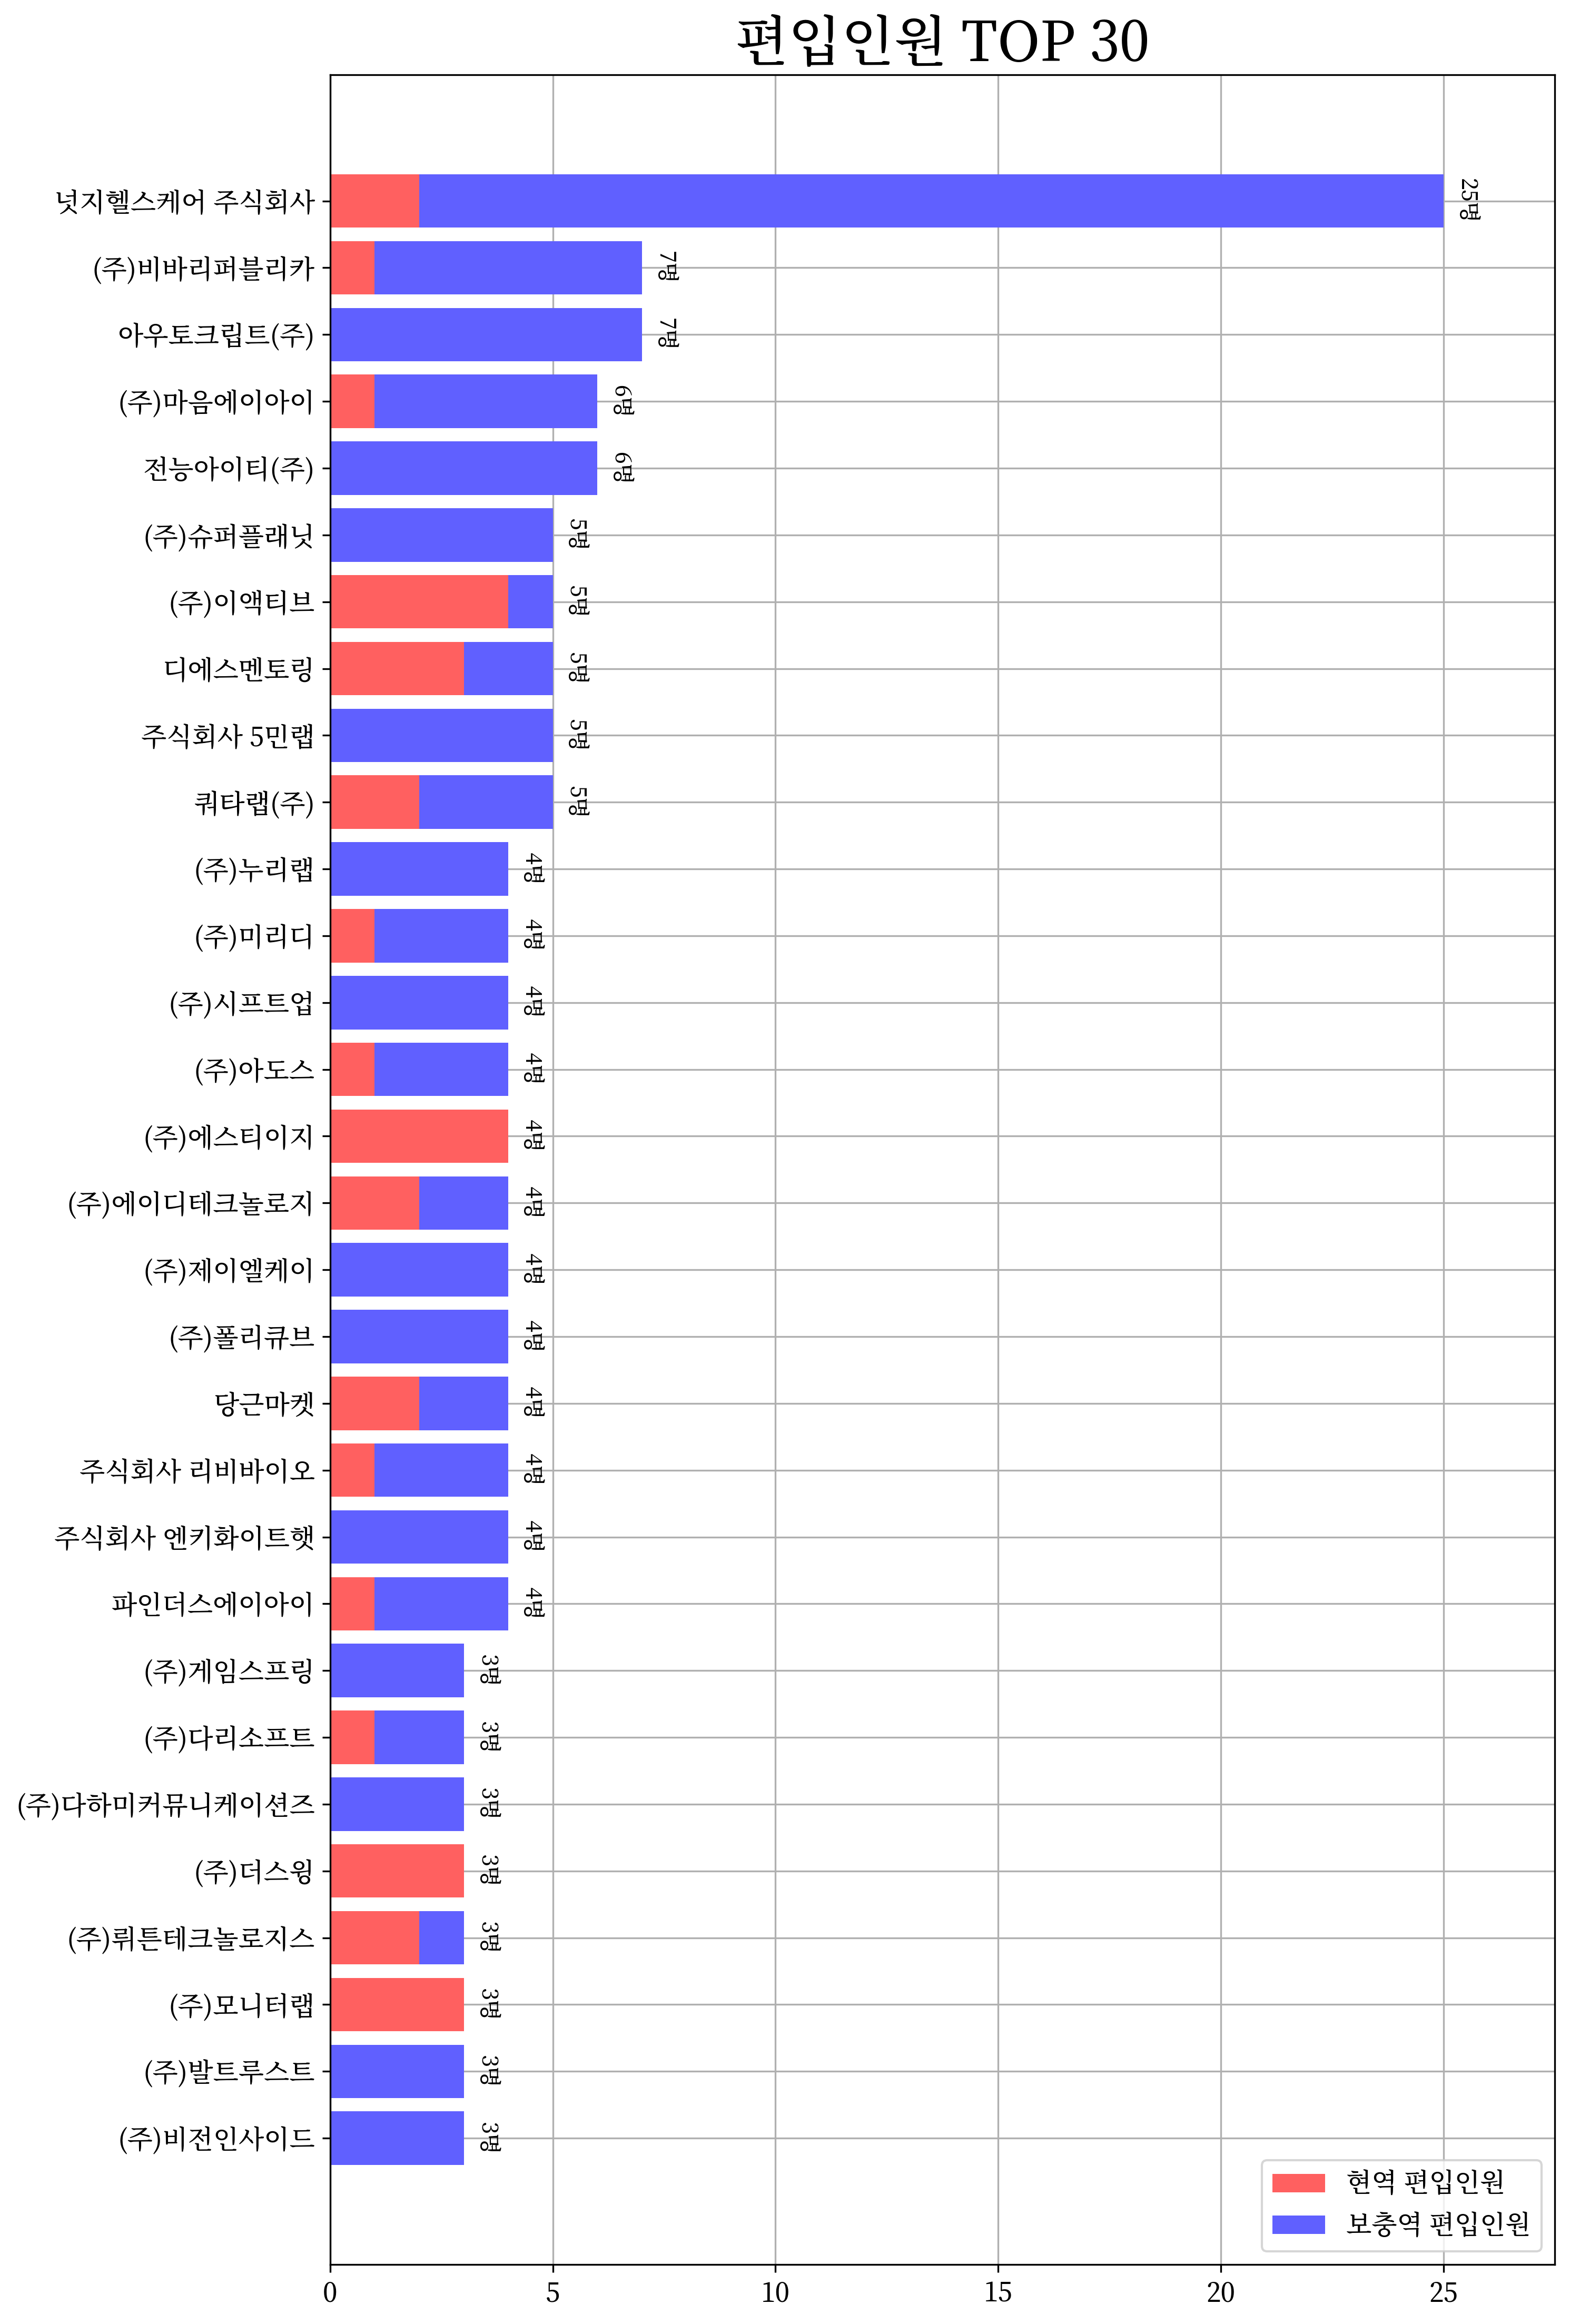 편입인원 TOP 30
넛지헬스케어 주식회사 25명
(주)비바리퍼블리카 7명
아우토크립트(주) 7명
(주)마음에이아이 6명
전능아이티(주) 6명
(주)슈퍼플래닛 5명
(주)이액티브 5명
디에스멘토링 5명
주식회사 5민랩 5명
쿼타랩(주) 5명
(주)누리랩 4명
(주)미리디 4명
(주)시프트업 4명
(주)아도스 4명
(주)에스티이지 4명
(주)에이디테크놀로지 4명
(주)제이엘케이 4명
(주)폴리큐브 4명
당근마켓 4명
주식회사 리비바이오 4명
주식회사 엔키화이트햇 4명
파인더스에이아이 4명
(주)게임스프링 3명
(주)다리소프트 3명
(주)다하미커뮤니케이션즈 3명
(주)더스윙 3명
(주)뤼튼테크놀로지스 3명
(주)모니터랩 3명
(주)발트루스트 3명
(주)비전인사이드 3명
현역 편입인원
보충역 편입인원
0 5 10 15 20 25